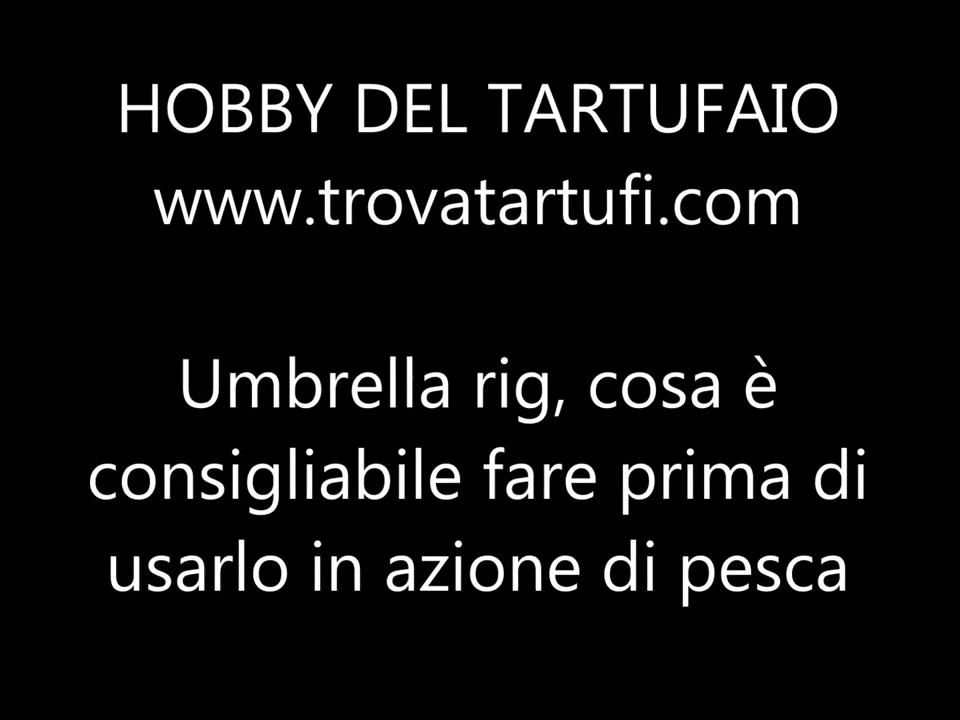 HOBBY DEL TARTUFAIO
www.trovatartufi.com
Umbrella rig, cosa è
consigliabile fare prima di
usarlo in azione di pesca